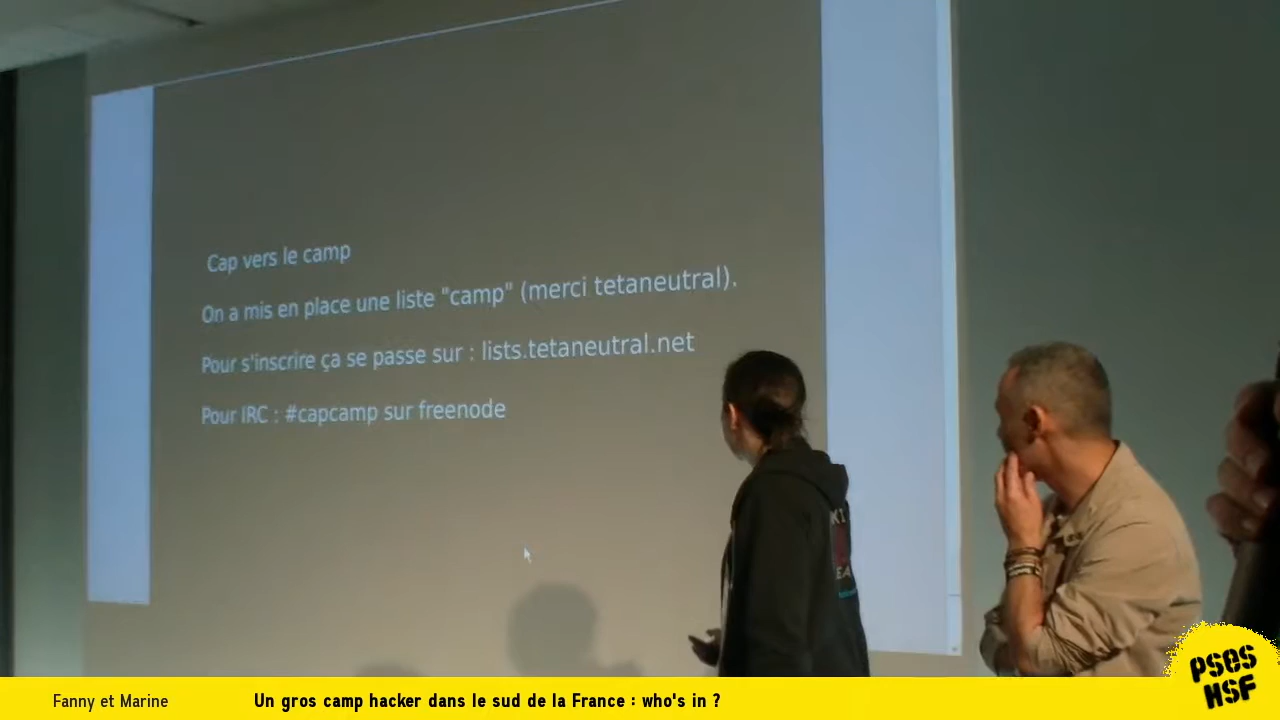 Cap vers le camp
On a mis en place une liste "camp" (merci tetaneutral).
Pour s'inscrire ça se passe sur : lists.tetaneutral.net
Pour IRC : #capcamp sur freenode
Fanny et Marine
Un gros camp hacker dans le sud de la France : who's in ?
PSES
HSF